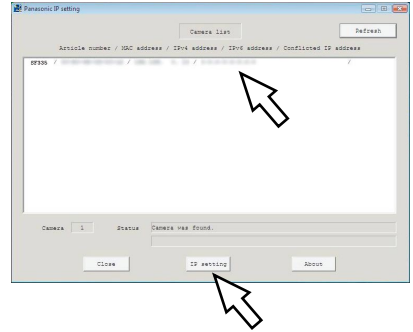 Panasonic IP setting
Camera list
Refresh
Article number / MAC address / IPv4 address / IPv6 address / Conflicted IP address
SF335 / / / /
Camera 1 Status Camera was found.
Close IP setting About